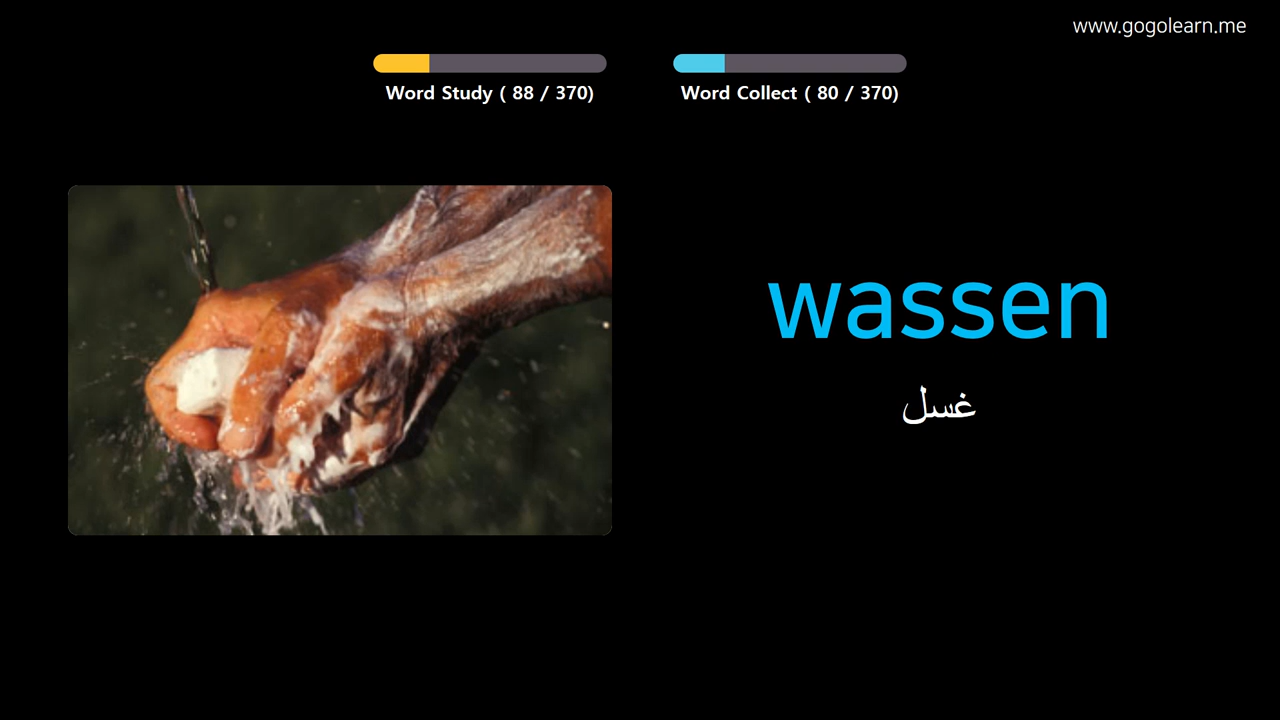 www.gogolearn.me
Word Study ( 88 / 370)
Word Collect ( 80 / 370)
wassen
غسل